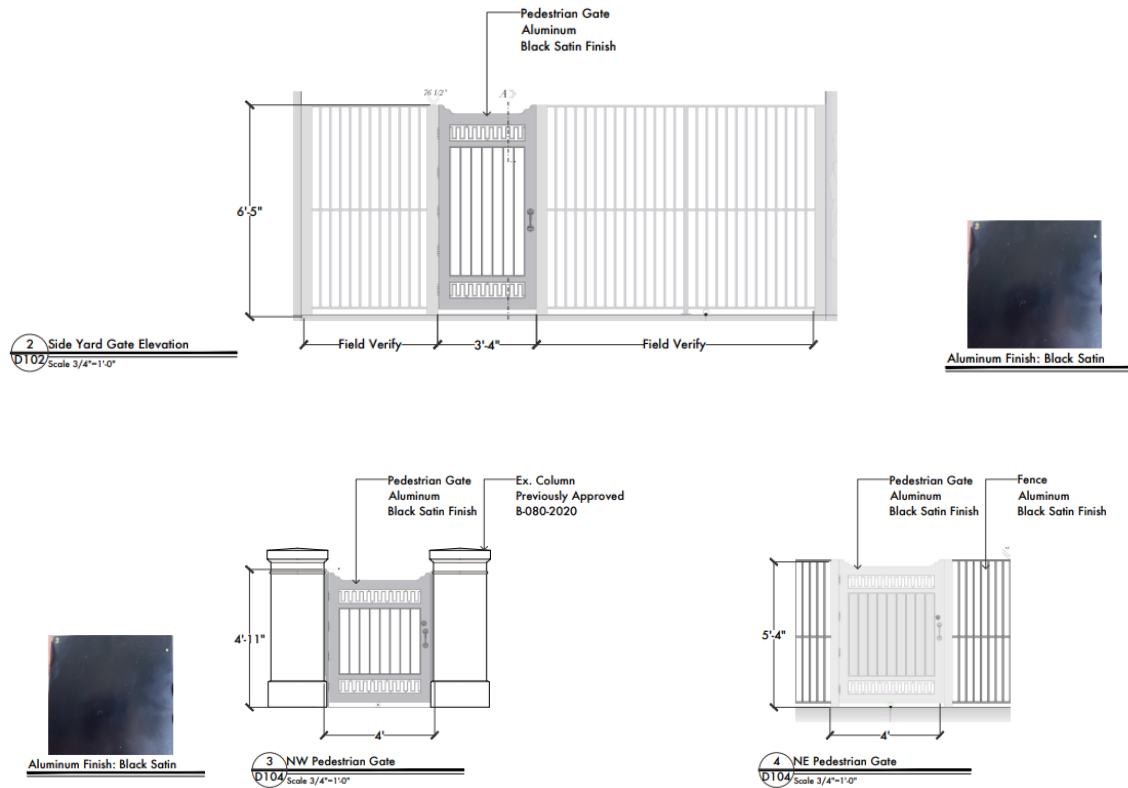 Pedestrian Gate
Aluminum
Black Satin Finish
76 1/2"
A
6'-5"
Field Verify
3'-4"
Field Verify
2 Side Yard Gate Elevation
D102 Scale 3/4"=1'-0"
Aluminum Finish: Black Satin
Pedestrian Gate
Aluminum
Black Satin Finish
Ex. Column
Previously Approved
B-080-2020
4'-11"
4'
3 NW Pedestrian Gate
D104 Scale 3/4"=1'-0"
Aluminum Finish: Black Satin
Pedestrian Gate
Aluminum
Black Satin Finish
Fence
Aluminum
Black Satin Finish
5'-4"
4'
4 NE Pedestrian Gate
D104 Scale 3/4"=1'-0"